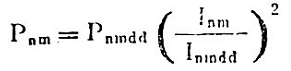 P_nm = P_nmdd ( I_nm / I_nmdd )^2